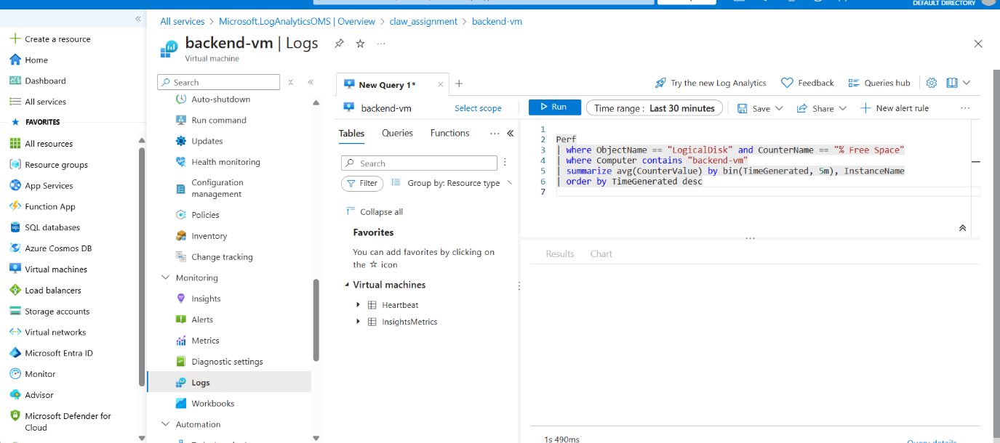 DEFAULT DIRECTORY
Create a resource
Home
Dashboard
All services
FAVORITES
All resources
Resource groups
App Services
Function App
SQL databases
Azure Cosmos DB
Virtual machines
Load balancers
Storage accounts
Virtual networks
Microsoft Entra ID
Monitor
Advisor
Microsoft Defender for
Cloud
All services > Microsoft.LogAnalyticsOMS | Overview > claw_assignment > backend-vm
backend-vm | Logs
Virtual machine
Search
Auto-shutdown
Run command
Updates
Health monitoring
Configuration
management
Policies
Inventory
Change tracking
Monitoring
Insights
Alerts
Metrics
Diagnostic settings
Logs
Workbooks
Automation
New Query 1*
Try the new Log Analytics
Feedback
Queries hub
backend-vm
Select scope
Run
Time range : Last 30 minutes
Save
Share
New alert rule
Tables
Queries
Functions
Search
Filter
Group by: Resource type
Collapse all
Favorites
You can add favorites by clicking on
the ☆ icon
Virtual machines
Heartbeat
InsightsMetrics
1
2 Perf
3 | where ObjectName == "LogicalDisk" and CounterName == "% Free Space"
4 | where Computer contains "backend-vm"
5 | summarize avg(CounterValue) by bin(TimeGenerated, 5m), InstanceName
6 | order by TimeGenerated desc
7
Results
Chart
1s 490ms
Query details